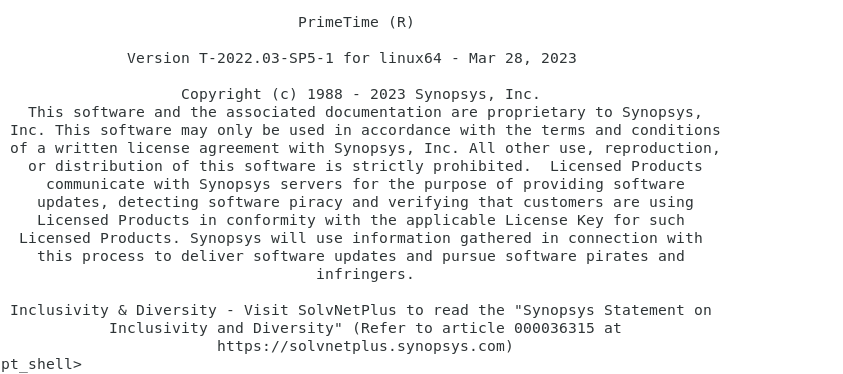 PrimeTime (R)
Version T-2022.03-SP5-1 for linux64 - Mar 28, 2023
Copyright (c) 1988 - 2023 Synopsys, Inc.
This software and the associated documentation are proprietary to Synopsys,
Inc. This software may only be used in accordance with the terms and conditions
of a written license agreement with Synopsys, Inc. All other use, reproduction,
or distribution of this software is strictly prohibited.  Licensed Products
communicate with Synopsys servers for the purpose of providing software
updates, detecting software piracy and verifying that customers are using
Licensed Products in conformity with the applicable License Key for such
Licensed Products. Synopsys will use information gathered in connection with
this process to deliver software updates and pursue software pirates and
infringers.
Inclusivity & Diversity - Visit SolvNetPlus to read the "Synopsys Statement on
Inclusivity and Diversity" (Refer to article 000036315 at
https://solvnetplus.synopsys.com)
pt_shell>